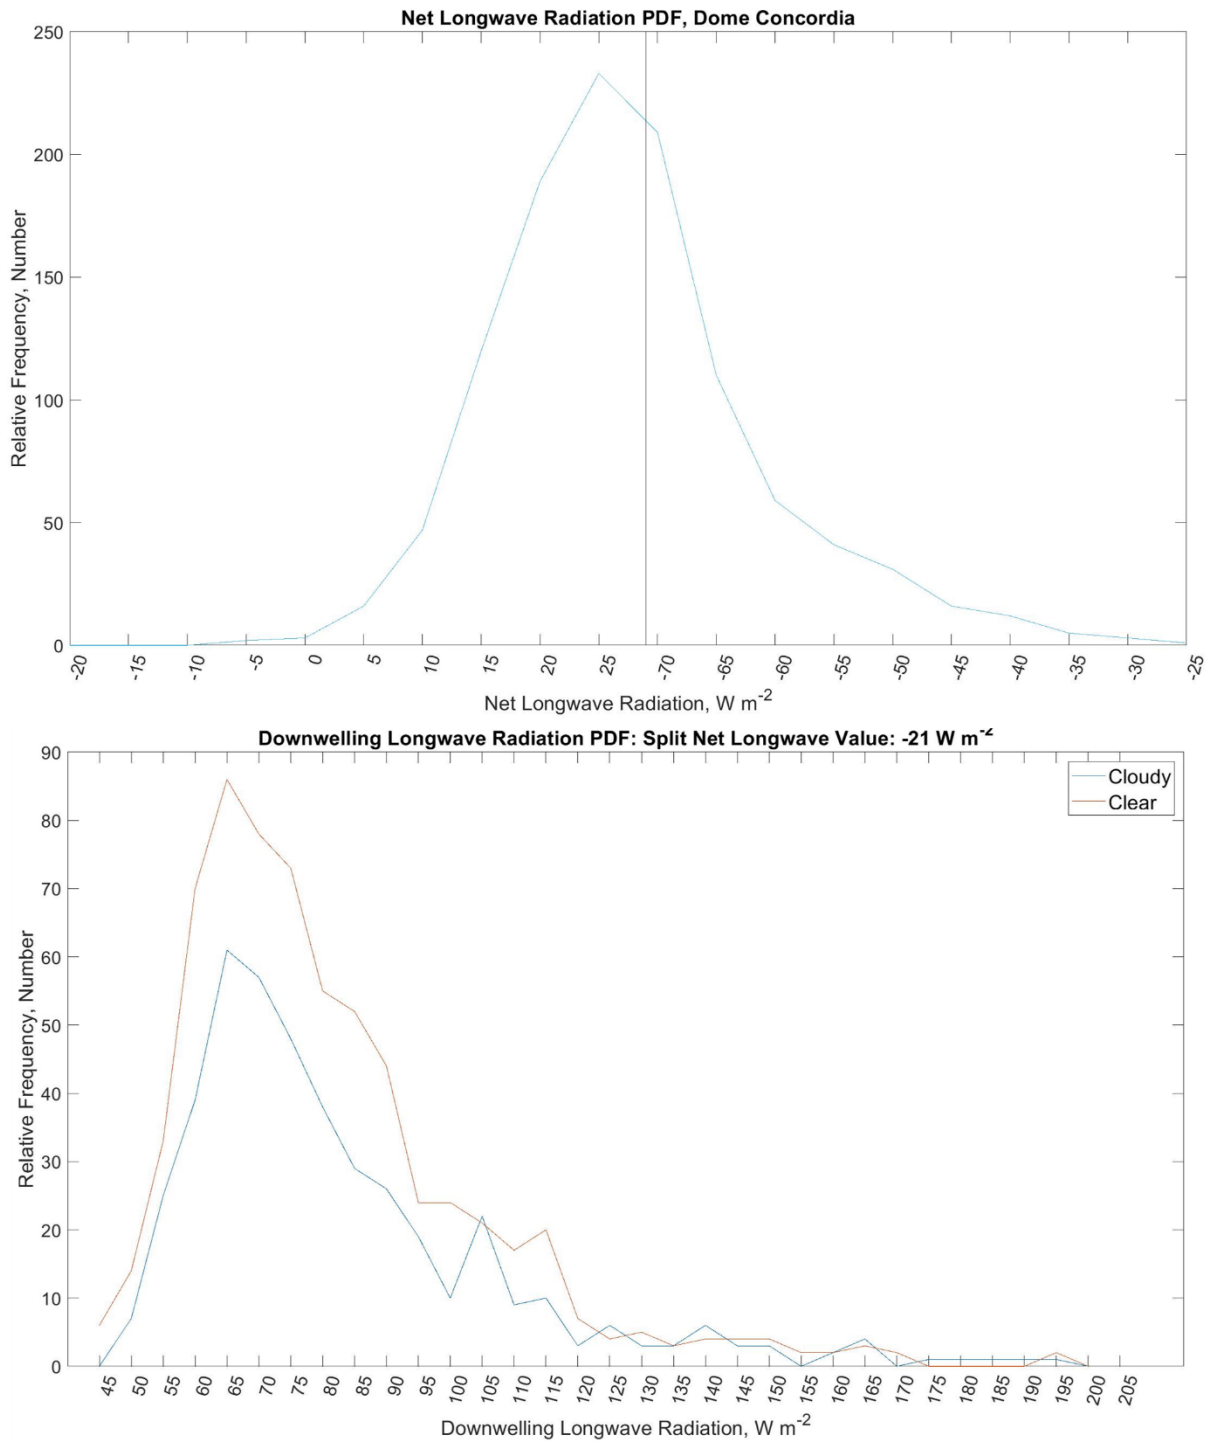 Net Longwave Radiation PDF, Dome Concordia
250
200
150
100
50
0
Relative Frequency, Number
-20 -15 -10 -5 0 5 10 15 20 25 -70 -65 -60 -55 -50 -45 -40 -35 -30 -25
Net Longwave Radiation, W m-2
Downwelling Longwave Radiation PDF: Split Net Longwave Value: -21 W m-2
Cloudy
Clear
90
80
70
60
50
40
30
20
10
0
Relative Frequency, Number
45 50 55 60 65 70 75 80 85 90 95 100 105 110 115 120 125 130 135 140 145 150 155 160 165 170 175 180 185 190 195 200 205
Downwelling Longwave Radiation, W m-2